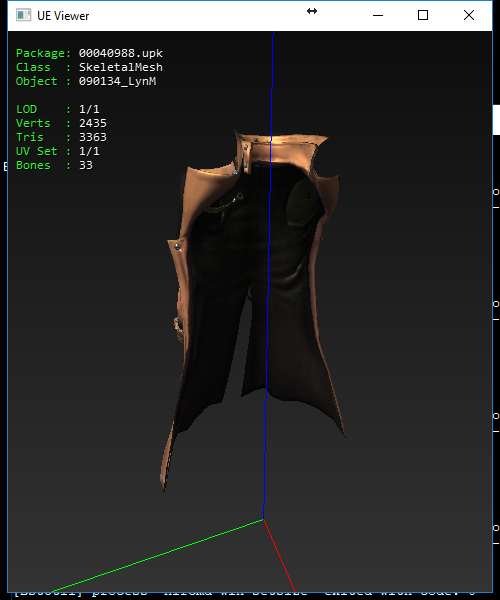 UE Viewer
Package: 00040988.upk
Class : SkeletalMesh
Object : 090134_LynM
LOD : 1/1
Verts : 2435
Tris : 3363
UV Set : 1/1
Bones : 33